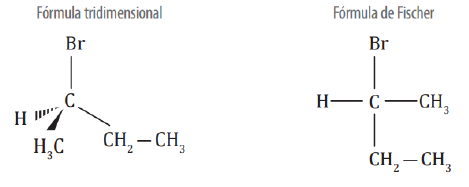 Fórmula tridimensional
Br
C
H
H₃C
CH₂—CH₃
Fórmula de Fischer
Br
H—C—CH₃
CH₂—CH₃